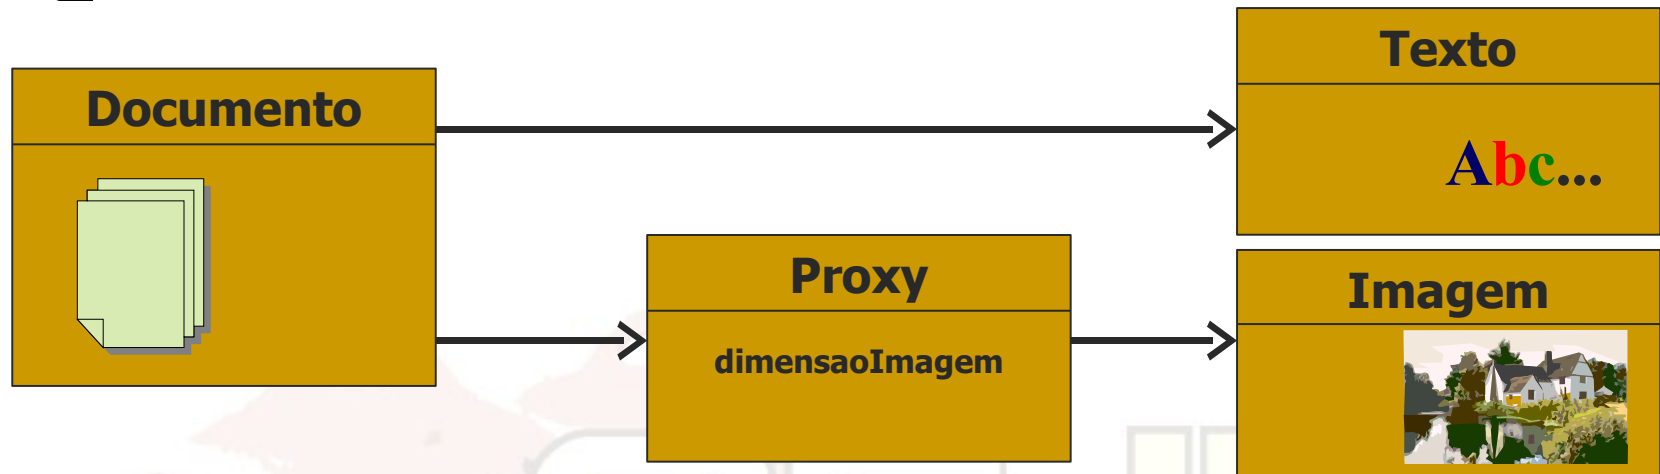 Documento
Texto
Abc...
Proxy
dimensaoImagem
Imagem